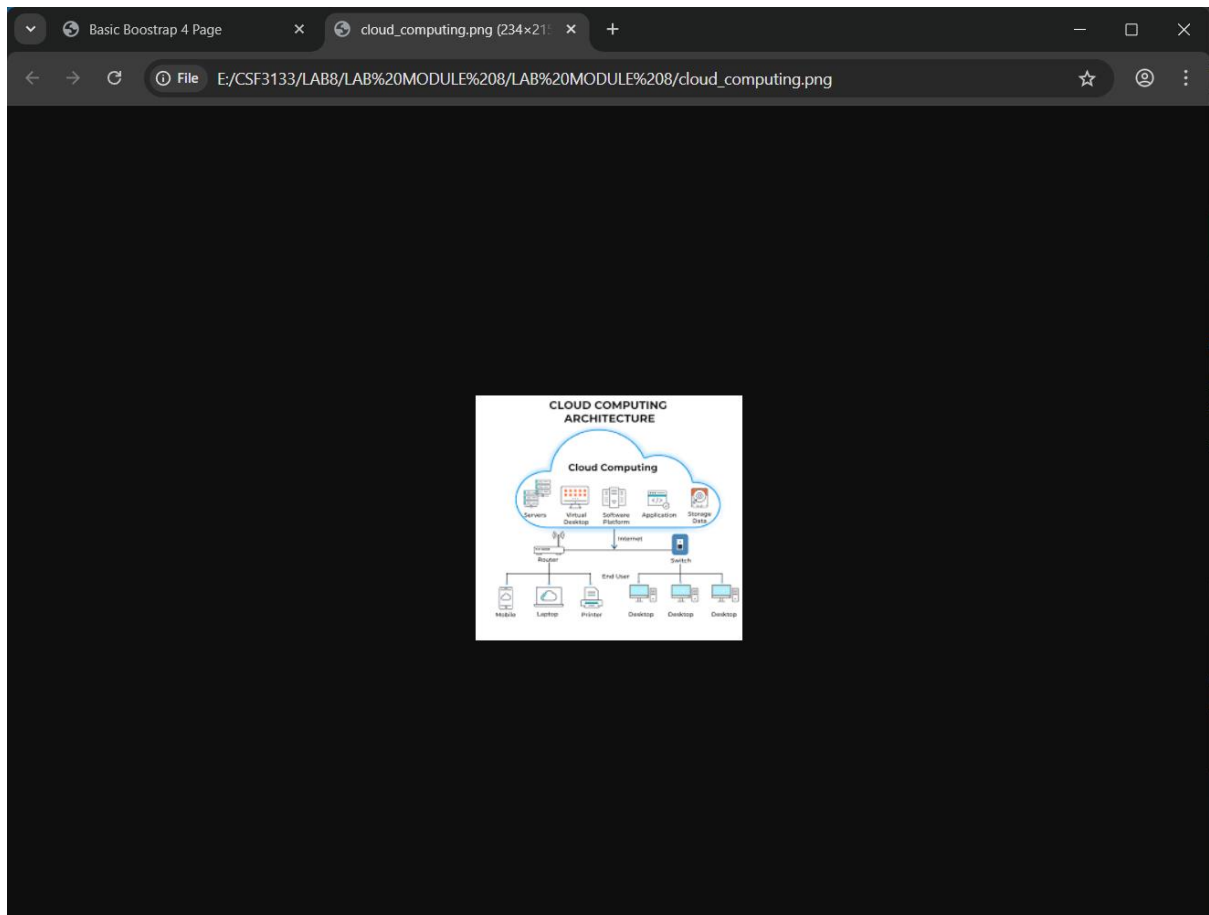 Basic Boostrap 4 Page
cloud_computing.png (234×215
File E:/CSF3133/LAB8/LAB%20MODULE%208/LAB%20MODULE%208/cloud_computing.png
CLOUD COMPUTING
ARCHITECTURE
Cloud Computing
Servers
Virtual
Desktop
Software
Platform
Application
Storage
Data
Internet
Router
Switch
End User
Mobile
Laptop
Printer
Desktop
Desktop
Desktop